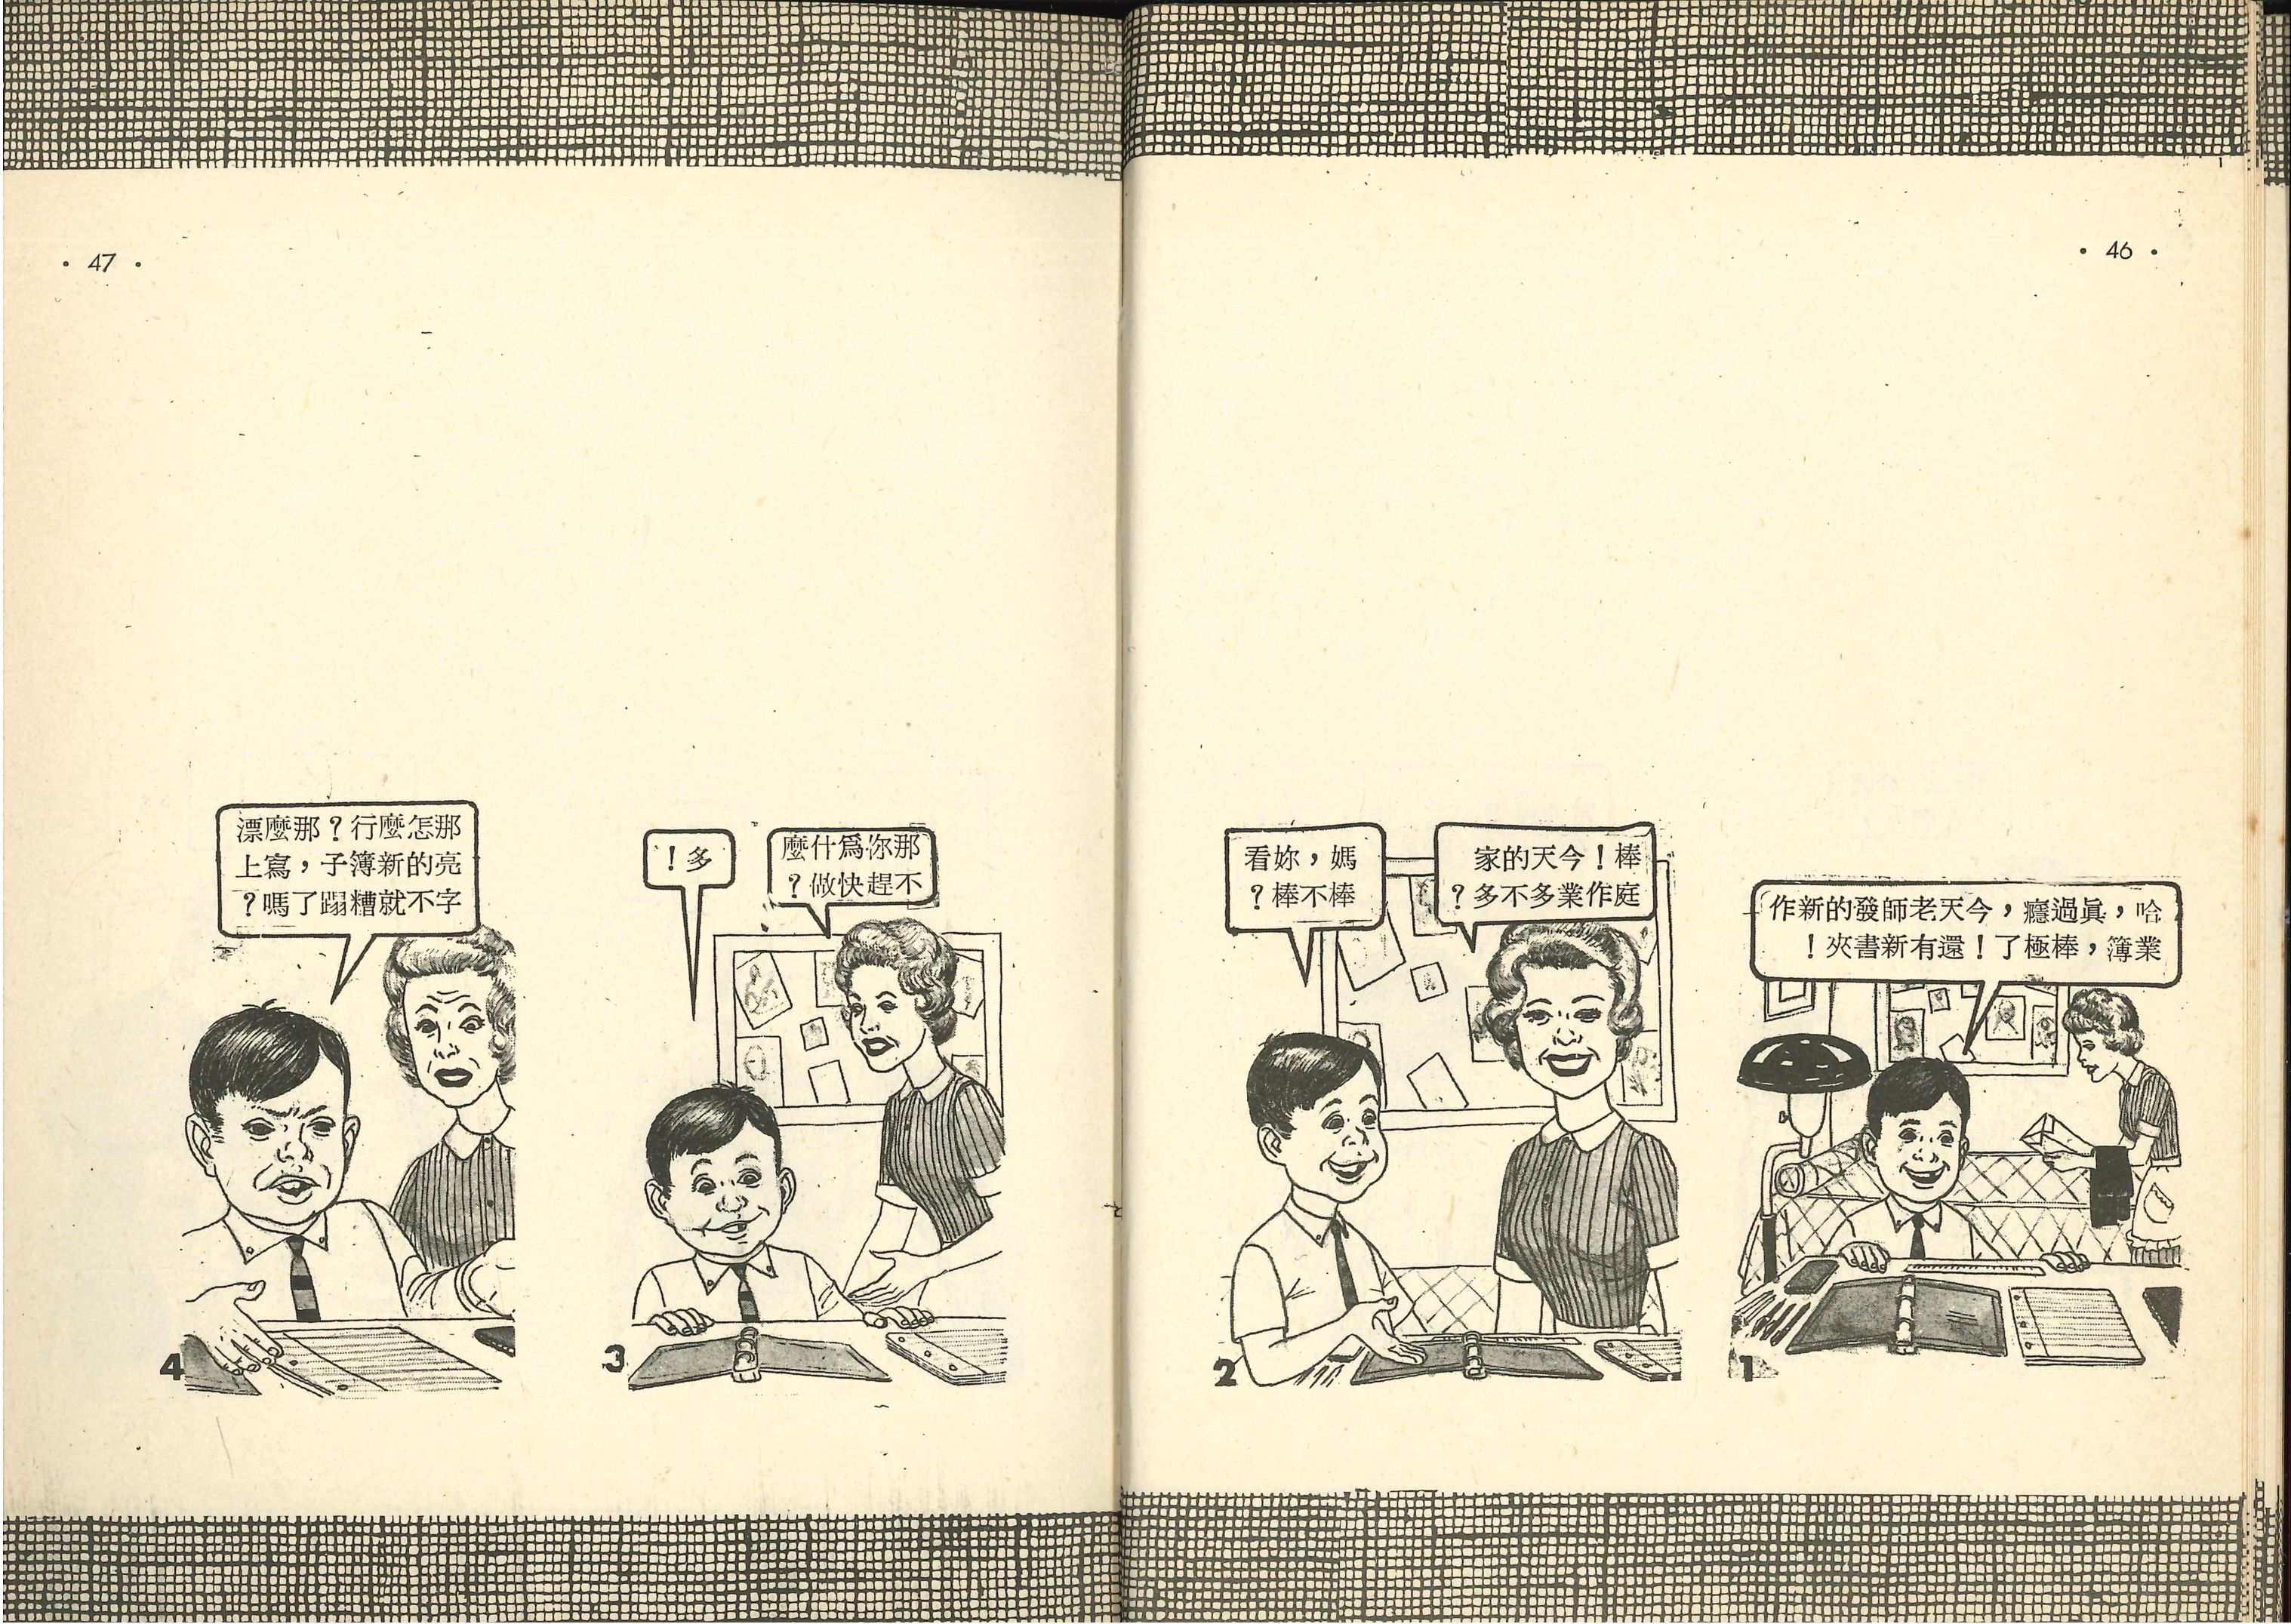 • 46 •
哈，眞過癮，今天老師發的新作
業簿，棒極了！還有新書夾！
1
媽，妳看
棒不棒？
棒！今天的家
庭作業多不多？
2
• 47 •
多！
那你爲什麼
不趕快做？
3
那怎麼行？那麼漂
亮的新簿子，寫上
字不就糟蹋了嗎？
4